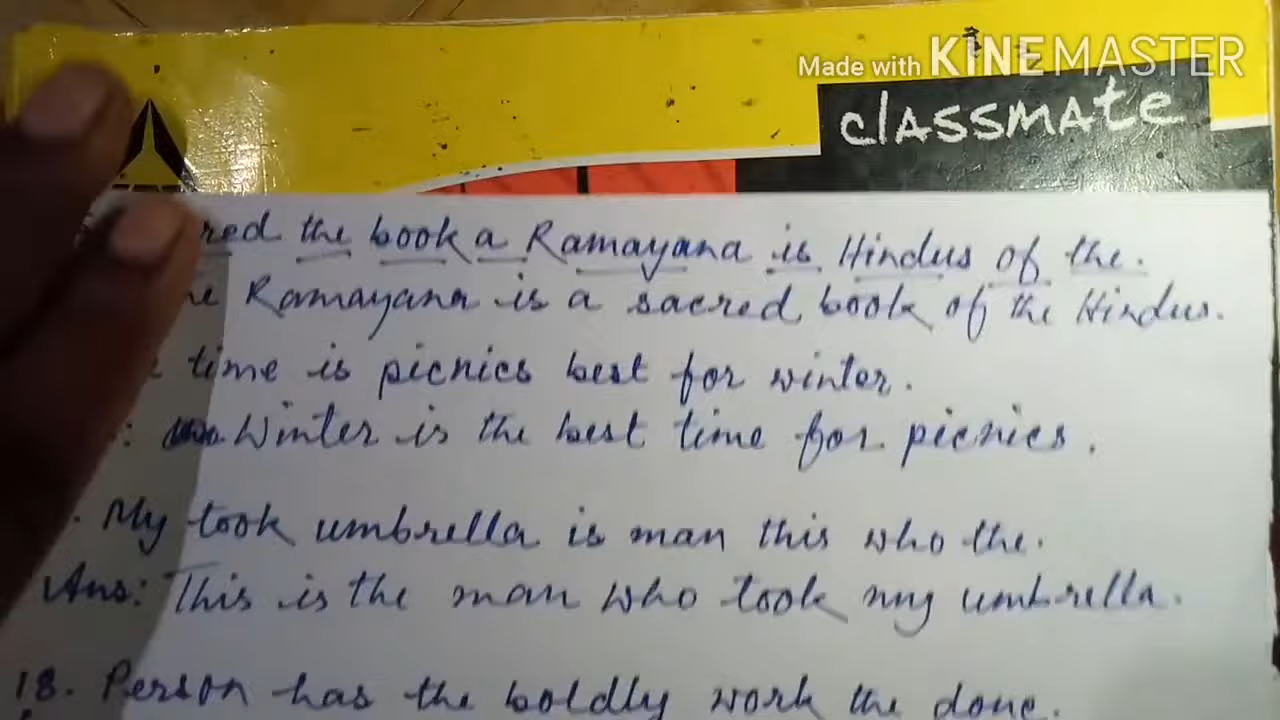 Made with KINEMASTER
classmate
red the book a Ramayana is Hindus of the.
Ramayana is a sacred book of the Hindus.
time is picnics best for winter.
: Winter is the best time for picnics.
. My took umbrella is man this who the.
Ans: This is the man who took my umbrella.
18. Person has the boldly work the done.